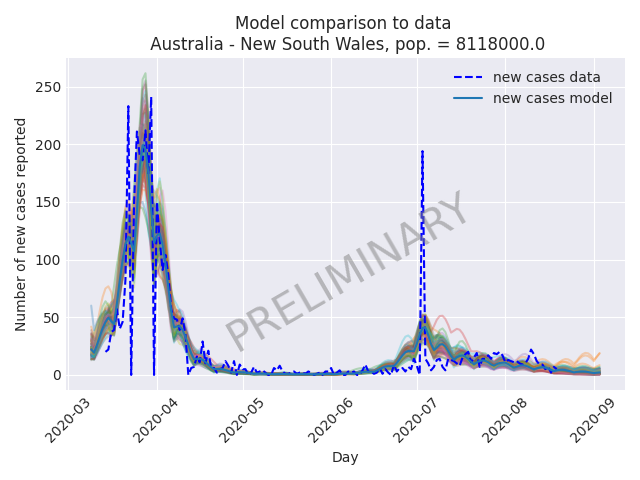 Model comparison to data
Australia - New South Wales, pop. = 8118000.0
new cases data
new cases model
Number of new cases reported
250
200
150
100
50
0
PRELIMINARY
2020-03
2020-04
2020-05
2020-06
2020-07
2020-08
2020-09
Day